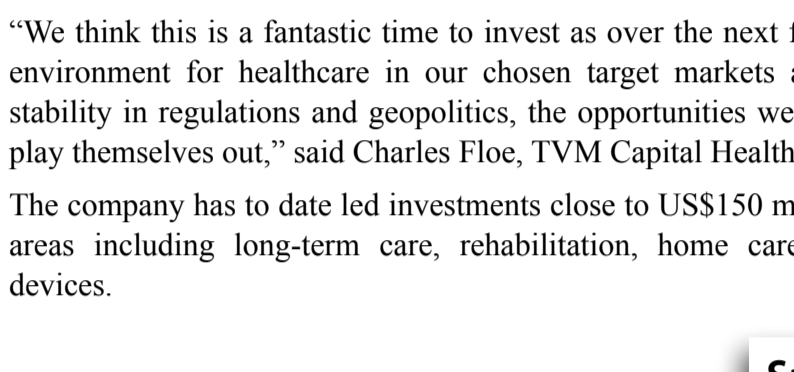 “We think this is a fantastic time to invest as over the next
environment for healthcare in our chosen target markets
stability in regulations and geopolitics, the opportunities we
play themselves out,” said Charles Floe, TVM Capital Health
The company has to date led investments close to US$150 m
areas including long-term care, rehabilitation, home care
devices.